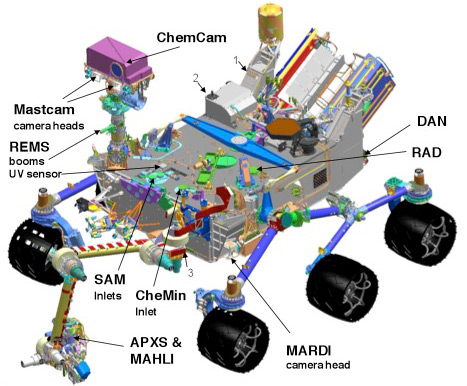 ChemCam
1
2
Mastcam
camera heads
REMS
booms
UV sensor
DAN
RAD
SAM
Inlets
CheMin
Inlet
3
APXS &
MAHLI
MARDI
camera head